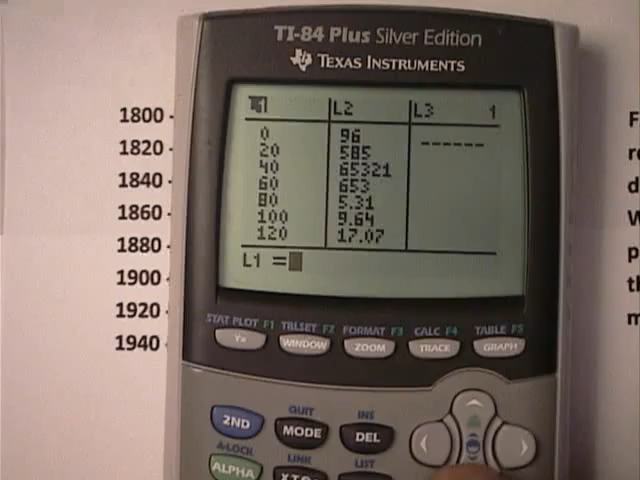 TI-84 Plus Silver Edition
TEXAS INSTRUMENTS
L1 L2 L3 1
0 96 ------
20 585
40 65321
60 653
80 5.31
100 9.64
120 17.07
L1 =
1800
1820
1840
1860
1880
1900
1920
1940
STAT PLOT F1 TBLSET F2 FORMAT F3 CALC F4 TABLE F5
Y= WINDOW ZOOM TRACE GRAPH
QUIT INS
2ND MODE DEL
A-LOCK LINK LIST
ALPHA